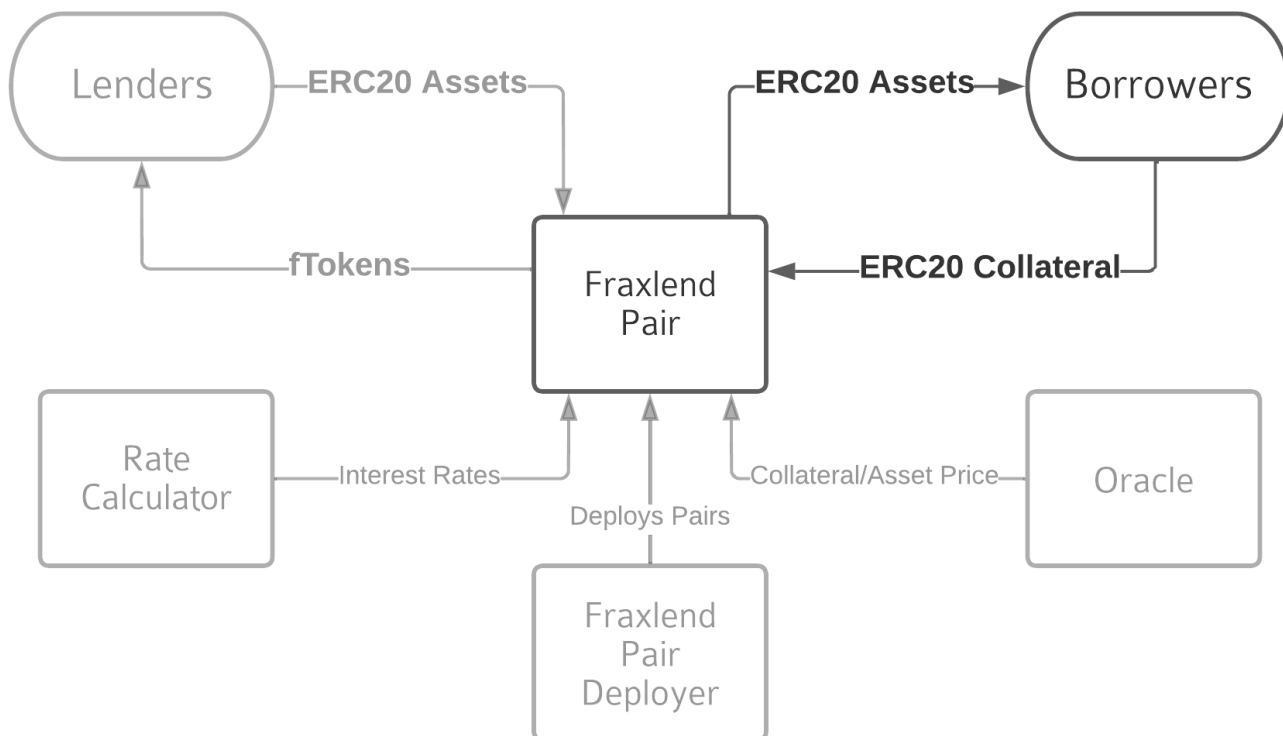 Lenders
ERC20 Assets
ERC20 Assets
Borrowers
fTokens
Fraxlend
Pair
ERC20 Collateral
Rate
Calculator
Interest Rates
Collateral/Asset Price
Oracle
Deploys Pairs
Fraxlend
Pair
Deployer